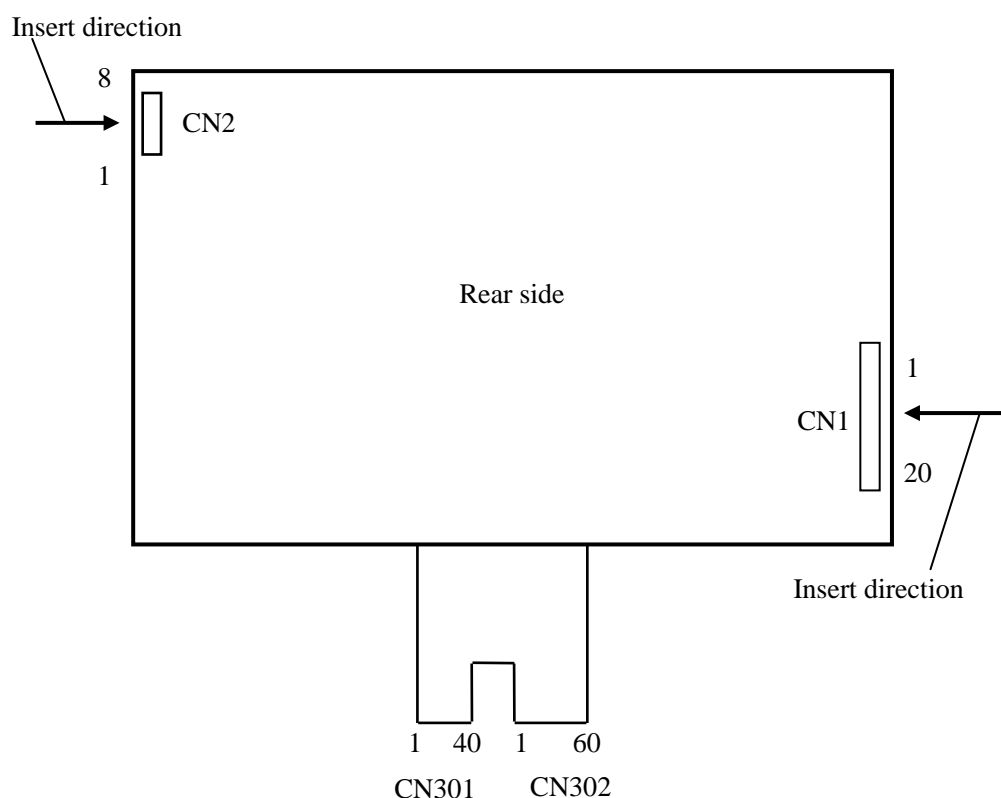 Insert direction
8
CN2
1
Rear side
1
CN1
20
Insert direction
1 40 1 60
CN301 CN302